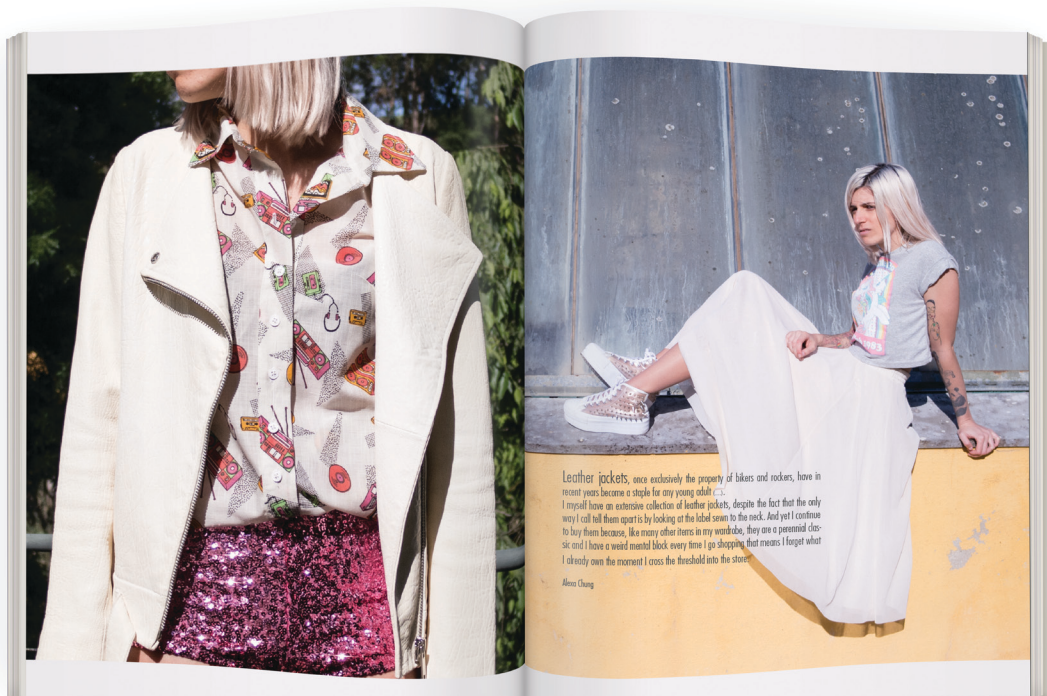 Leather jackets, once exclusively the property of bikers and rockers, have in
recent years become a staple for any young adult
I myself have an extensive collection of leather jackets, despite the fact that the only
way I call tell them apart is by looking at the label sewn to the neck. And yet I continue
to buy them because, like many other items in my wardrobe, they are a perennial clas-
sic and I have a weird mental block every time I go shopping that means I forget what
I already own the moment I cross the threshold into the store.
Alexa Chung
1983